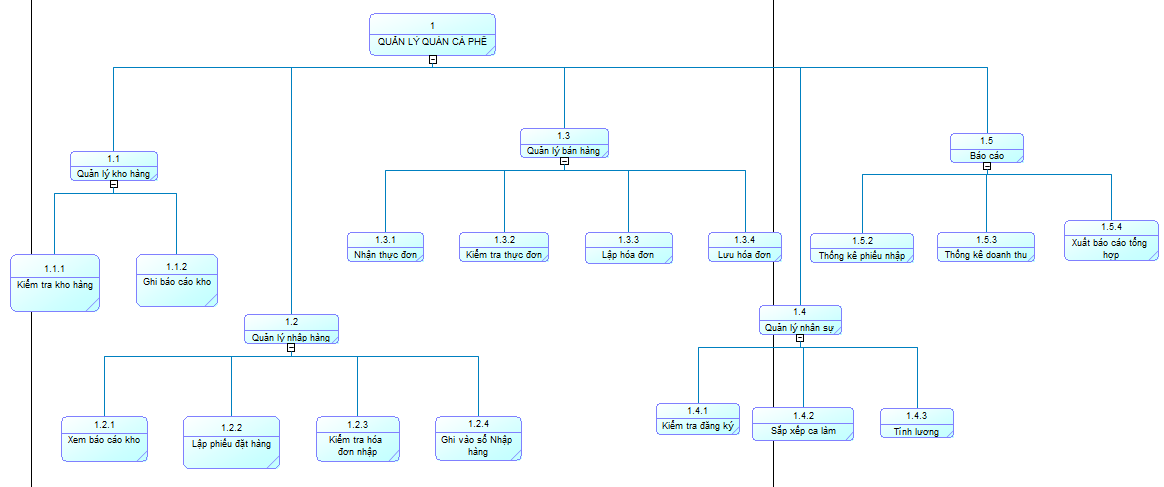 1
QUẢN LÝ QUÁN CÀ PHÊ
1.1
Quản lý kho hàng
1.1.1
Kiểm tra kho hàng
1.1.2
Ghi báo cáo kho
1.2
Quản lý nhập hàng
1.2.1
Xem báo cáo kho
1.2.2
Lập phiếu đặt hàng
1.2.3
Kiểm tra hóa
đơn nhập
1.2.4
Ghi vào sổ Nhập
hàng
1.3
Quản lý bán hàng
1.3.1
Nhận thực đơn
1.3.2
Kiểm tra thực đơn
1.3.3
Lập hóa đơn
1.3.4
Lưu hóa đơn
1.4
Quản lý nhân sự
1.4.1
Kiểm tra đăng ký
1.4.2
Sắp xếp ca làm
1.4.3
Tính lương
1.5
Báo cáo
1.5.2
Thống kê phiếu nhập
1.5.3
Thống kê doanh thu
1.5.4
Xuất báo cáo tổng
hợp